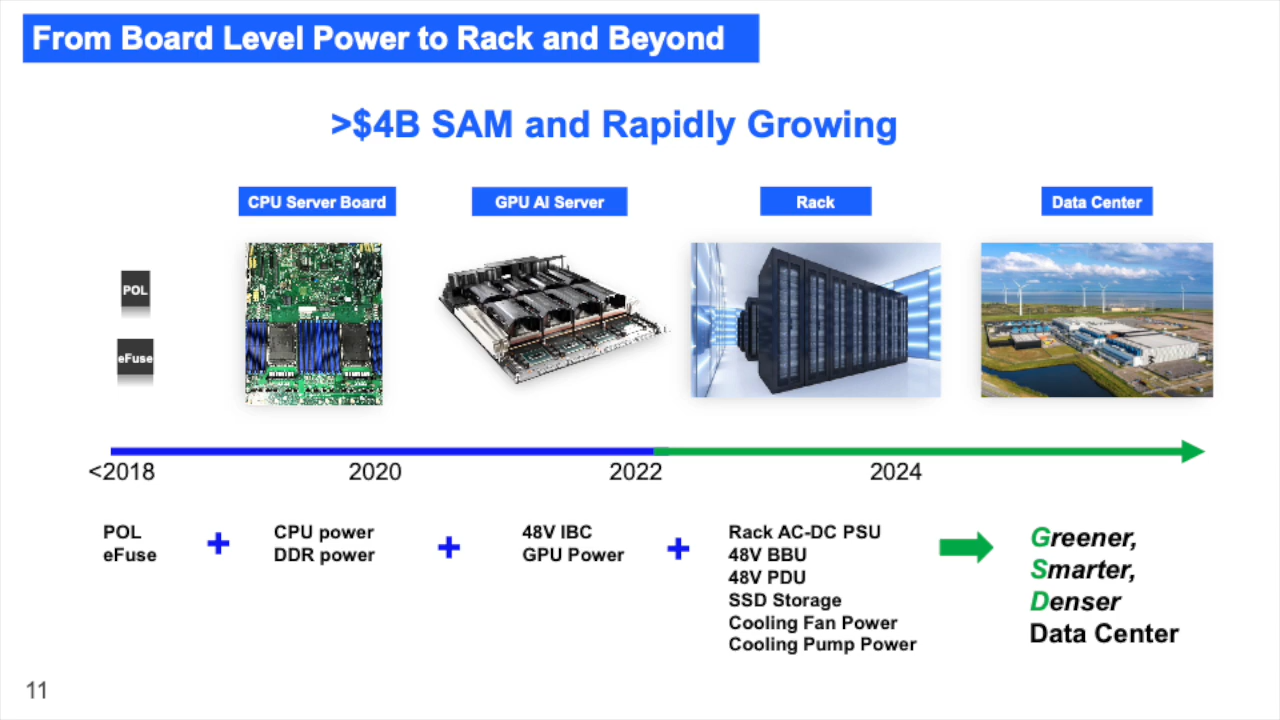 From Board Level Power to Rack and Beyond
>$4B SAM and Rapidly Growing
CPU Server Board
GPU AI Server
Rack
Data Center
POL
eFuse
<2018
2020
2022
2024
POL
eFuse
+
CPU power
DDR power
+
48V IBC
GPU Power
+
Rack AC-DC PSU
48V BBU
48V PDU
SSD Storage
Cooling Fan Power
Cooling Pump Power
Greener,
Smarter,
Denser
Data Center
11